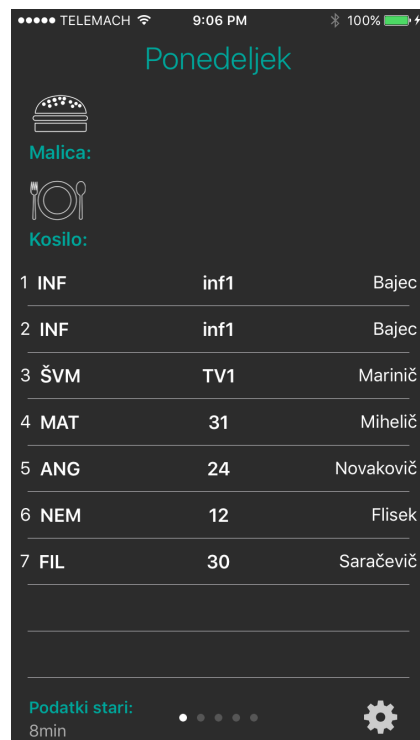 TELEMACH 9:06 PM 100%
Ponedeljek
Malica:
Kosilo:
1 INF inf1 Bajec
2 INF inf1 Bajec
3 ŠVM TV1 Marinič
4 MAT 31 Mihelič
5 ANG 24 Novakovič
6 NEM 12 Flisek
7 FIL 30 Saračevič
Podatki stari:
8min